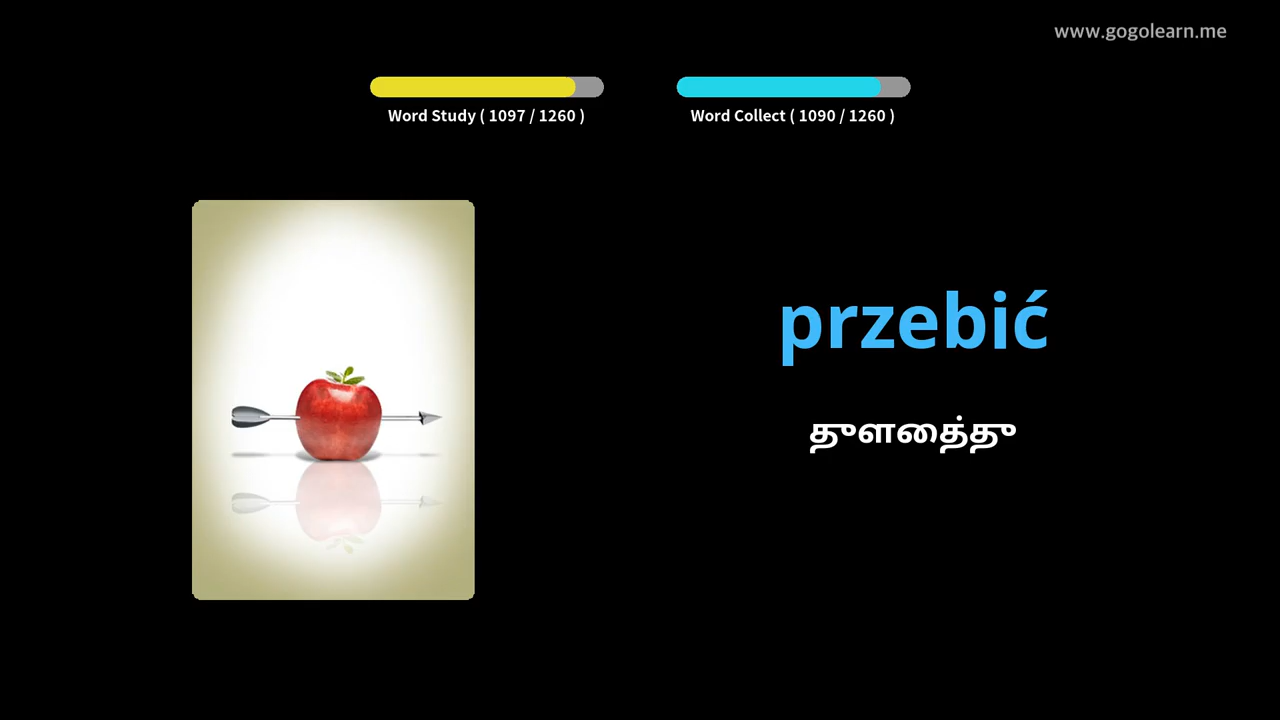 www.gogolearn.me
Word Study ( 1097 / 1260 )
Word Collect ( 1090 / 1260 )
przebić
துளைத்து